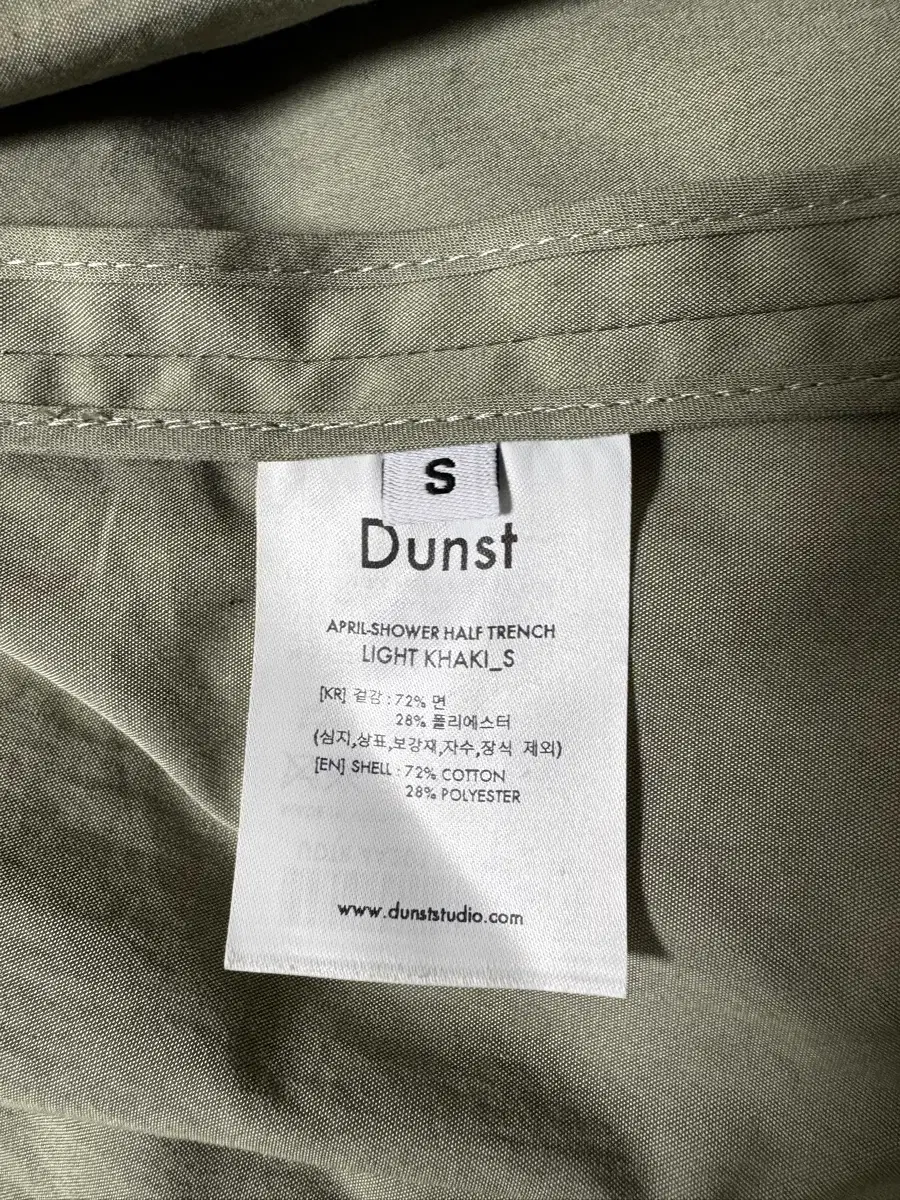 S
Dunst
APRIL-SHOWER HALF TRENCH
LIGHT KHAKI_S
[KR] 겉감 : 72% 면
28% 폴리에스터
(심지,상표,보강재,자수,장식 제외)
[EN] SHELL : 72% COTTON
28% POLYESTER
www.dunststudio.com